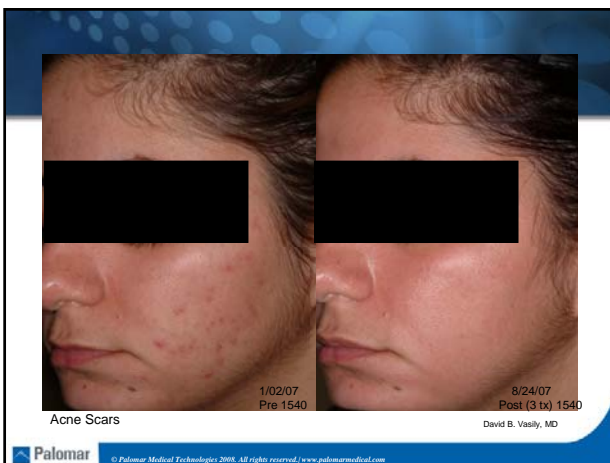 1/02/07
Pre 1540
8/24/07
Post (3 tx) 1540
Acne Scars
David B. Vasily, MD
Palomar
© Palomar Medical Technologies 2008. All rights reserved. | www.palomarmedical.com